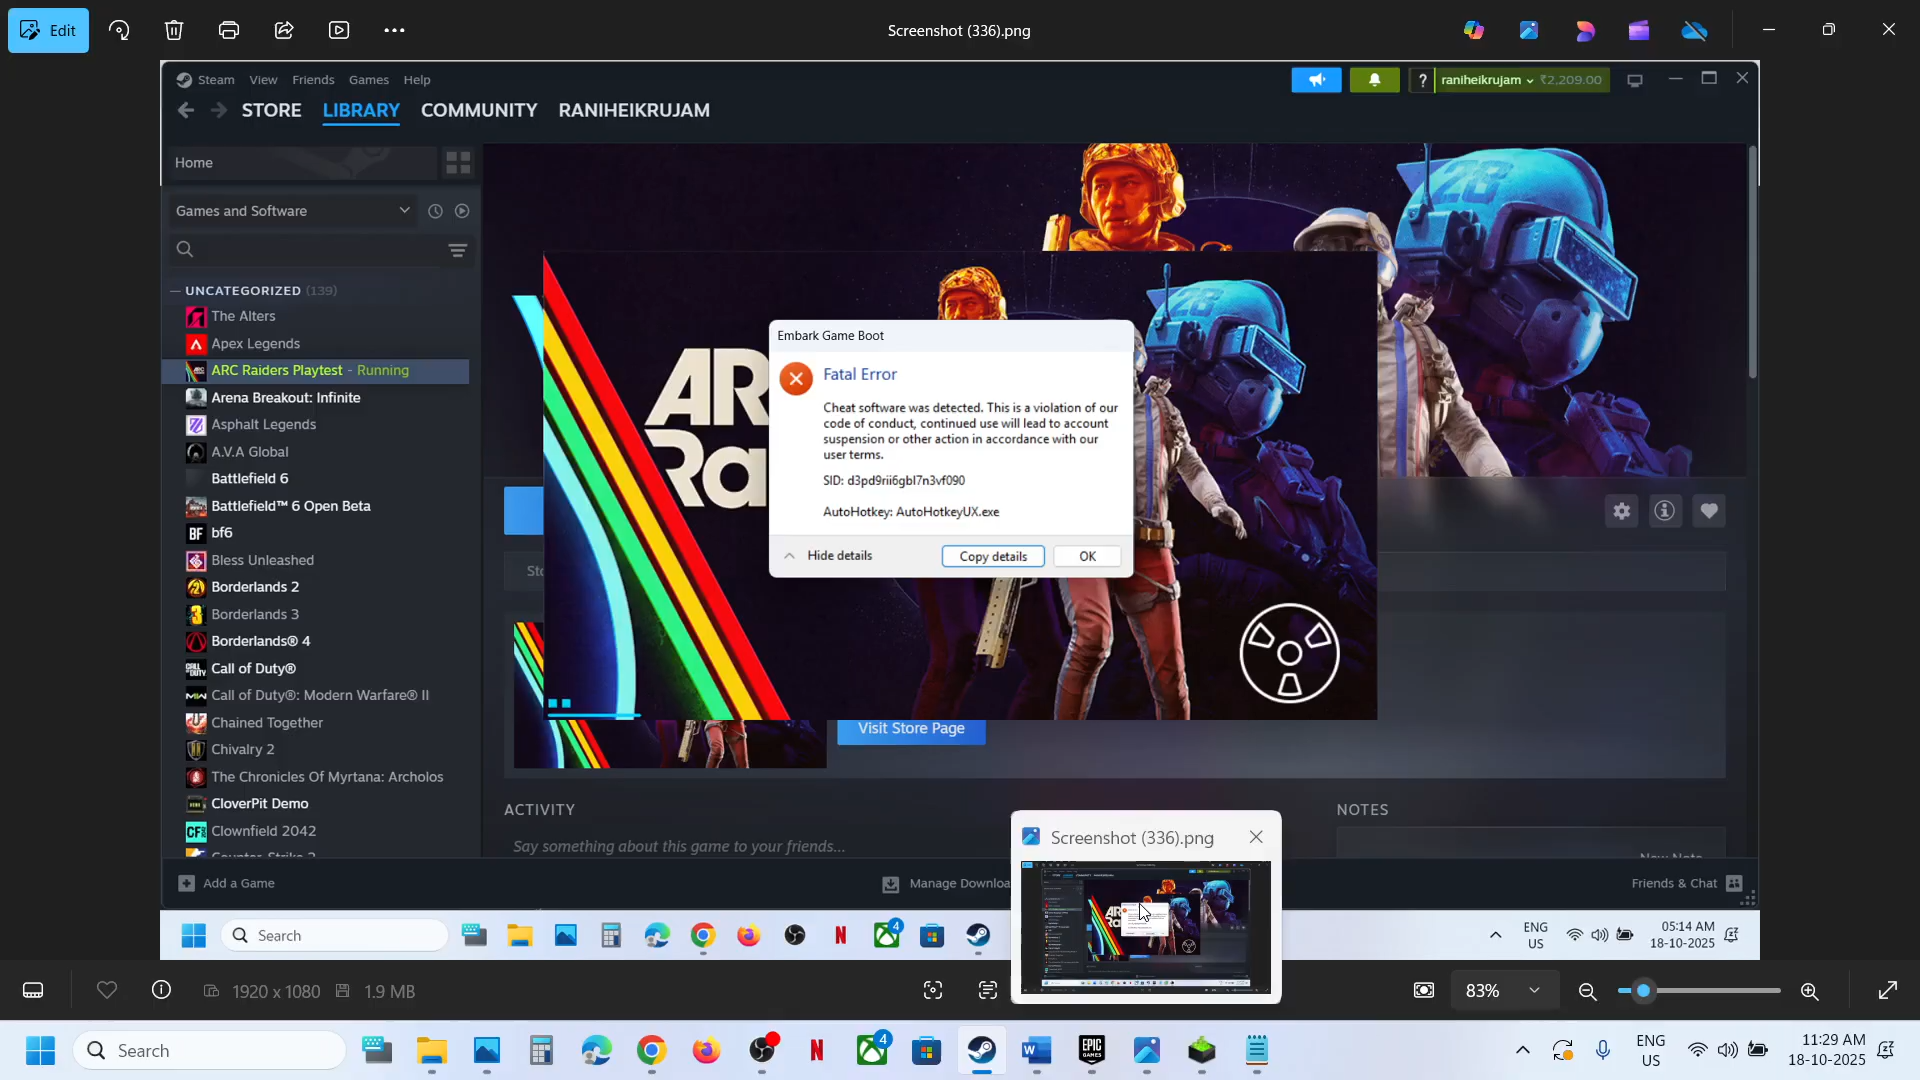 Edit
Screenshot (336).png
Steam View Friends Games Help
? raniheikrujam ₹2,209.00
STORE LIBRARY COMMUNITY RANIHEIKRUJAM
Home
Games and Software
UNCATEGORIZED (139)
The Alters
Apex Legends
ARC Raiders Playtest - Running
Arena Breakout: Infinite
Asphalt Legends
A.V.A Global
Battlefield 6
Battlefield™ 6 Open Beta
bf6
Bless Unleashed
Borderlands 2
Borderlands 3
Borderlands® 4
Call of Duty®
Call of Duty®: Modern Warfare® II
Chained Together
Chivalry 2
The Chronicles Of Myrtana: Archolos
CloverPit Demo
Clownfield 2042
Add a Game
28
28
Embark Game Boot
Fatal Error
Cheat software was detected. This is a violation of our
code of conduct, continued use will lead to account
suspension or other action in accordance with our
user terms.
SID: d3pd9rii6gbl7n3vf090
AutoHotkey: AutoHotkeyUX.exe
Hide details Copy details OK
AR
Ra
Visit Store Page
ACTIVITY
Say something about this game to your friends...
NOTES
New Note
Manage Downloa
Friends & Chat
Screenshot (336).png
Search
4
ENG
US
05:14 AM
18-10-2025
1920 x 1080 1.9 MB
83%
Search
4
ENG
US
11:29 AM
18-10-2025